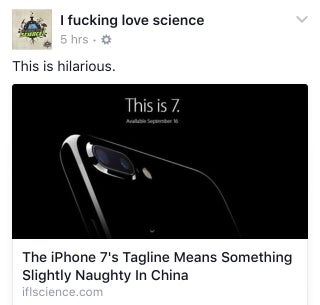 I fucking love science
5 hrs ·
This is hilarious.
This is 7.
Available September 16
The iPhone 7's Tagline Means Something
Slightly Naughty In China
iflscience.com